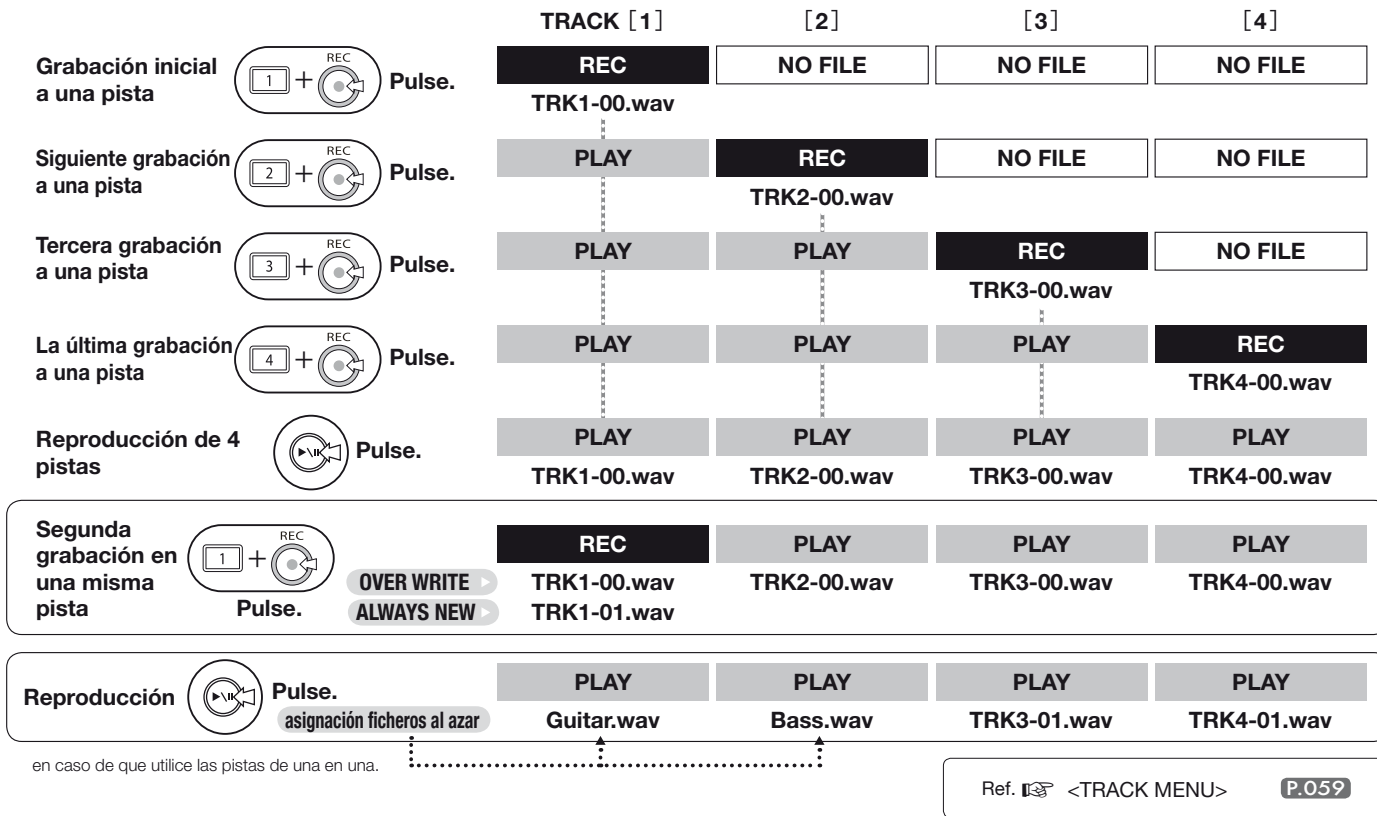 TRACK [1] [2] [3] [4]
Grabación inicial
a una pista
1 + REC Pulse.
REC NO FILE NO FILE NO FILE
TRK1-00.wav
Siguiente grabación
a una pista
2 + REC Pulse.
PLAY REC NO FILE NO FILE
TRK2-00.wav
Tercera grabación
a una pista
3 + REC Pulse.
PLAY PLAY REC NO FILE
TRK3-00.wav
La última grabación
a una pista
4 + REC Pulse.
PLAY PLAY PLAY REC
TRK4-00.wav
Reproducción de 4
pistas
Pulse.
PLAY PLAY PLAY PLAY
TRK1-00.wav TRK2-00.wav TRK3-00.wav TRK4-00.wav
Segunda
grabación en
una misma
pista
1 + REC
Pulse.
REC PLAY PLAY PLAY
OVER WRITE TRK1-00.wav TRK2-00.wav TRK3-00.wav TRK4-00.wav
ALWAYS NEW TRK1-01.wav
Reproducción
Pulse.
PLAY PLAY PLAY PLAY
asignación ficheros al azar Guitar.wav Bass.wav TRK3-01.wav TRK4-01.wav
en caso de que utilice las pistas de una en una.
Ref. ☞ <TRACK MENU> P.059